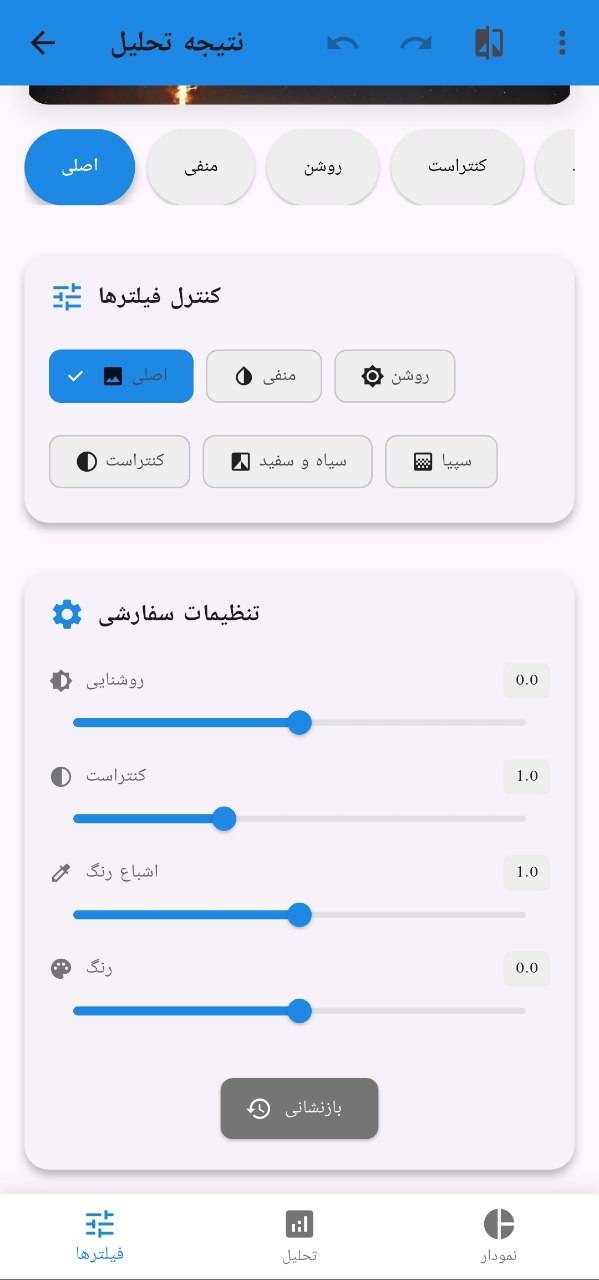 نتیجه تحلیل
اصلی منفی روشن کنتراست
کنترل فیلترها
اصلی منفی روشن
کنتراست سیاه و سفید سپیا
تنظیمات سفارشی
روشنایی 0.0
کنتراست 1.0
اشباع رنگ 1.0
رنگ 0.0
بازنشانی
فیلترها تحلیل نمودار